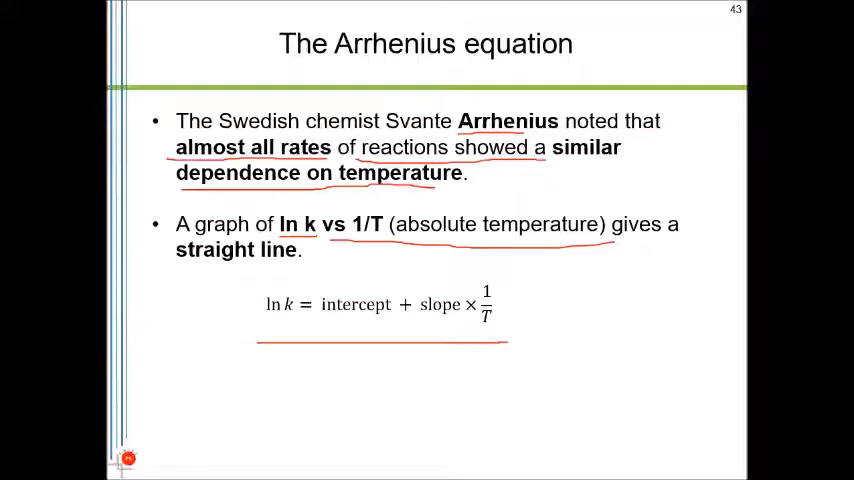 43
The Arrhenius equation
• The Swedish chemist Svante Arrhenius noted that
almost all rates of reactions showed a similar
dependence on temperature.
• A graph of ln k vs 1/T (absolute temperature) gives a
straight line.
ln k = intercept + slope × 1/T